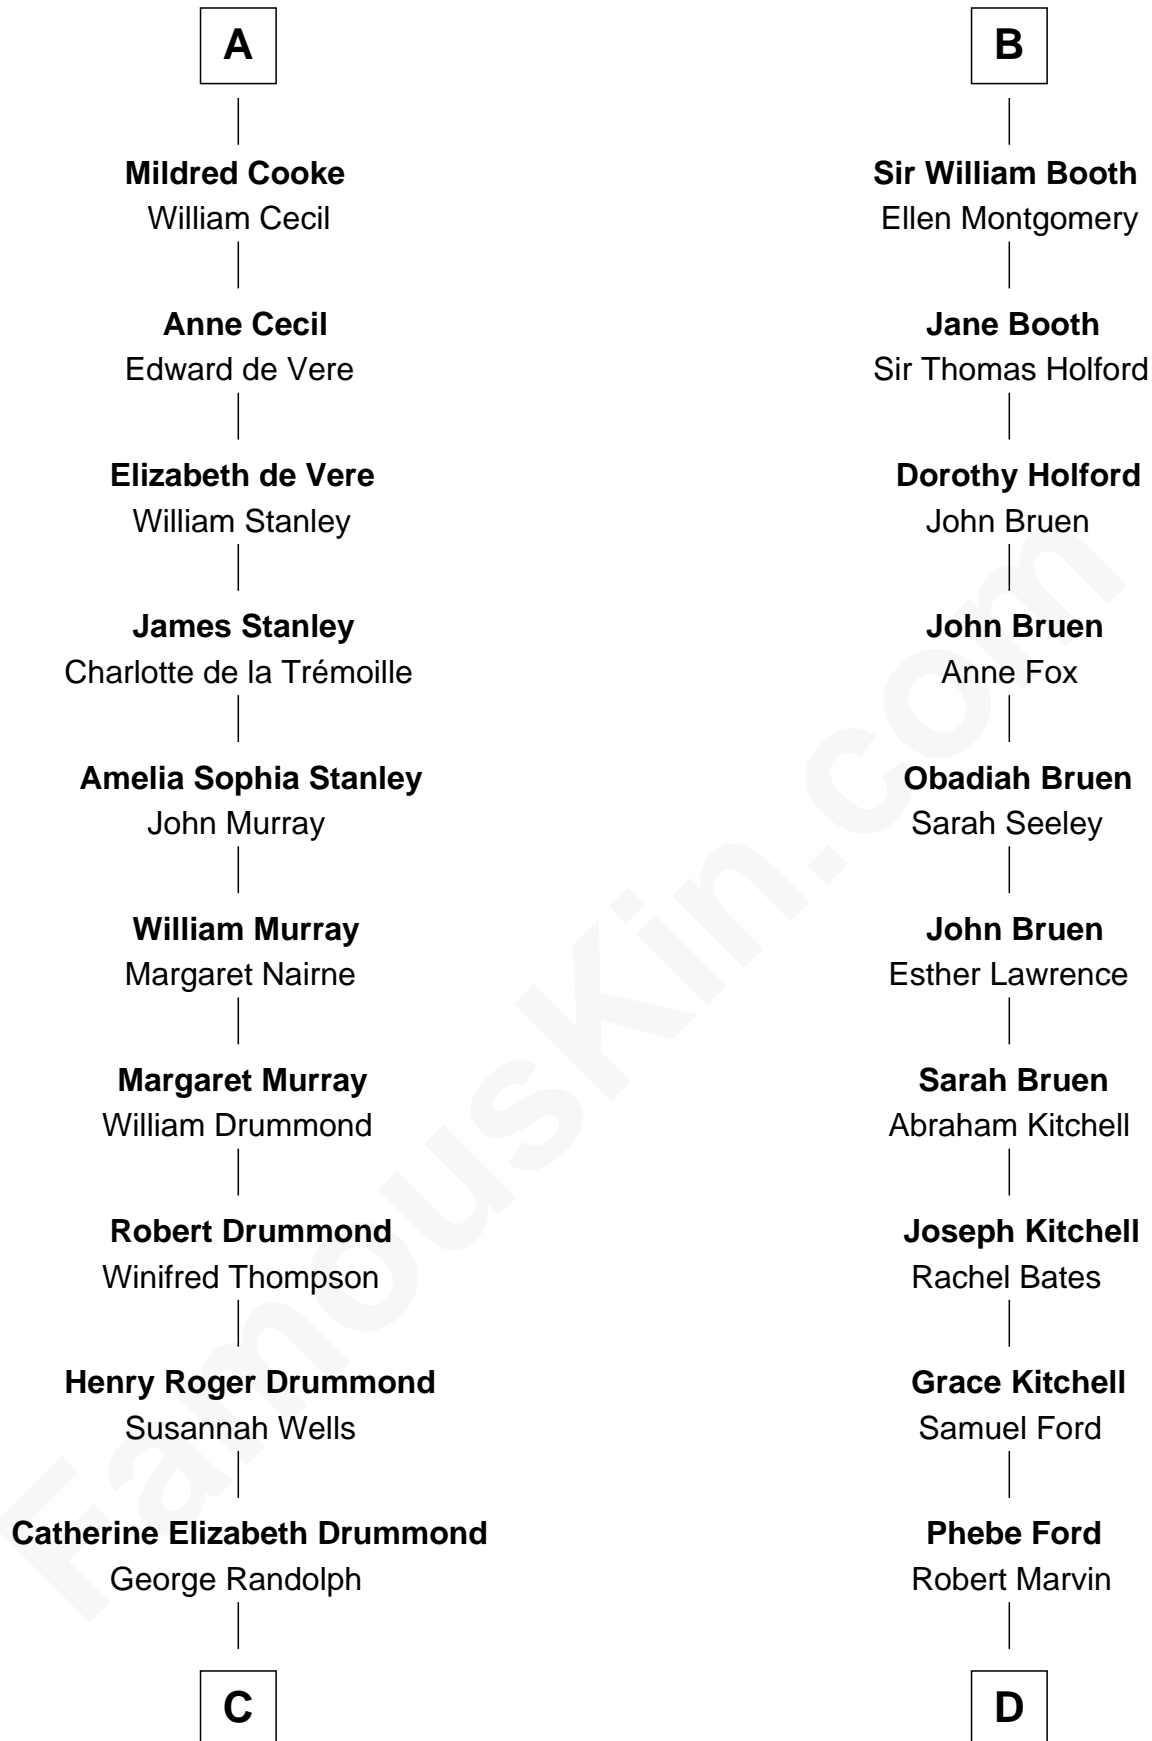 A
Mildred Cooke
William Cecil
Anne Cecil
Edward de Vere
Elizabeth de Vere
William Stanley
James Stanley
Charlotte de la Trémoille
Amelia Sophia Stanley
John Murray
William Murray
Margaret Nairne
Margaret Murray
William Drummond
Robert Drummond
Winifred Thompson
Henry Roger Drummond
Susannah Wells
Catherine Elizabeth Drummond
George Randolph
C
B
Sir William Booth
Ellen Montgomery
Jane Booth
Sir Thomas Holford
Dorothy Holford
John Bruen
John Bruen
Anne Fox
Obadiah Bruen
Sarah Seeley
John Bruen
Esther Lawrence
Sarah Bruen
Abraham Kitchell
Joseph Kitchell
Rachel Bates
Grace Kitchell
Samuel Ford
Phebe Ford
Robert Marvin
D
FamousKin.com